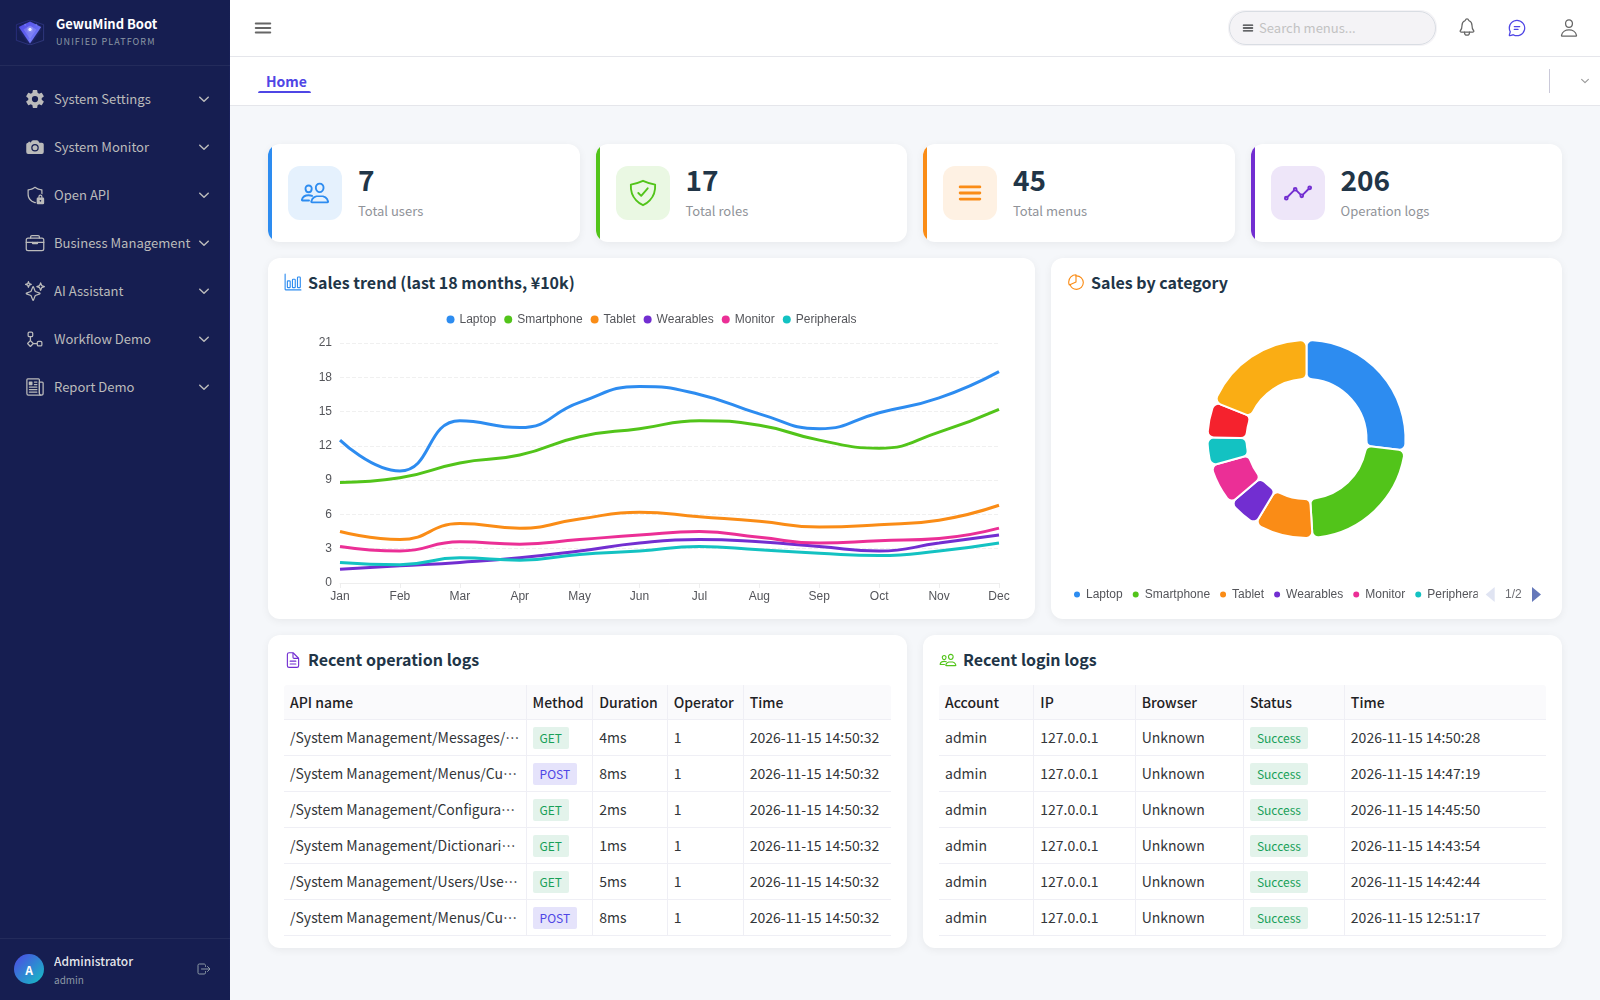 GewuMind Boot
UNIFIED PLATFORM
Search menus...
Home
System Settings
System Monitor
Open API
Business Management
AI Assistant
Workflow Demo
Report Demo
7
Total users
17
Total roles
45
Total menus
206
Operation logs
Sales trend (last 18 months, ¥10k)
Laptop Smartphone Tablet Wearables Monitor Peripherals
21
18
15
12
9
6
3
0
Jan Feb Mar Apr May Jun Jul Aug Sep Oct Nov Dec
Sales by category
Laptop Smartphone Tablet Wearables Monitor Periphera 1/2
Recent operation logs
API name Method Duration Operator Time
/System Management/Messages/··· GET 4ms 1 2026-11-15 14:50:32
/System Management/Menus/Cu··· POST 8ms 1 2026-11-15 14:50:32
/System Management/Configura··· GET 2ms 1 2026-11-15 14:50:32
/System Management/Dictionari··· GET 1ms 1 2026-11-15 14:50:32
/System Management/Users/Use··· GET 5ms 1 2026-11-15 14:50:32
/System Management/Menus/Cu··· POST 8ms 1 2026-11-15 14:50:32
Recent login logs
Account IP Browser Status Time
admin 127.0.0.1 Unknown Success 2026-11-15 14:50:28
admin 127.0.0.1 Unknown Success 2026-11-15 14:47:19
admin 127.0.0.1 Unknown Success 2026-11-15 14:45:50
admin 127.0.0.1 Unknown Success 2026-11-15 14:43:54
admin 127.0.0.1 Unknown Success 2026-11-15 14:42:44
admin 127.0.0.1 Unknown Success 2026-11-15 12:51:17
A
Administrator
admin